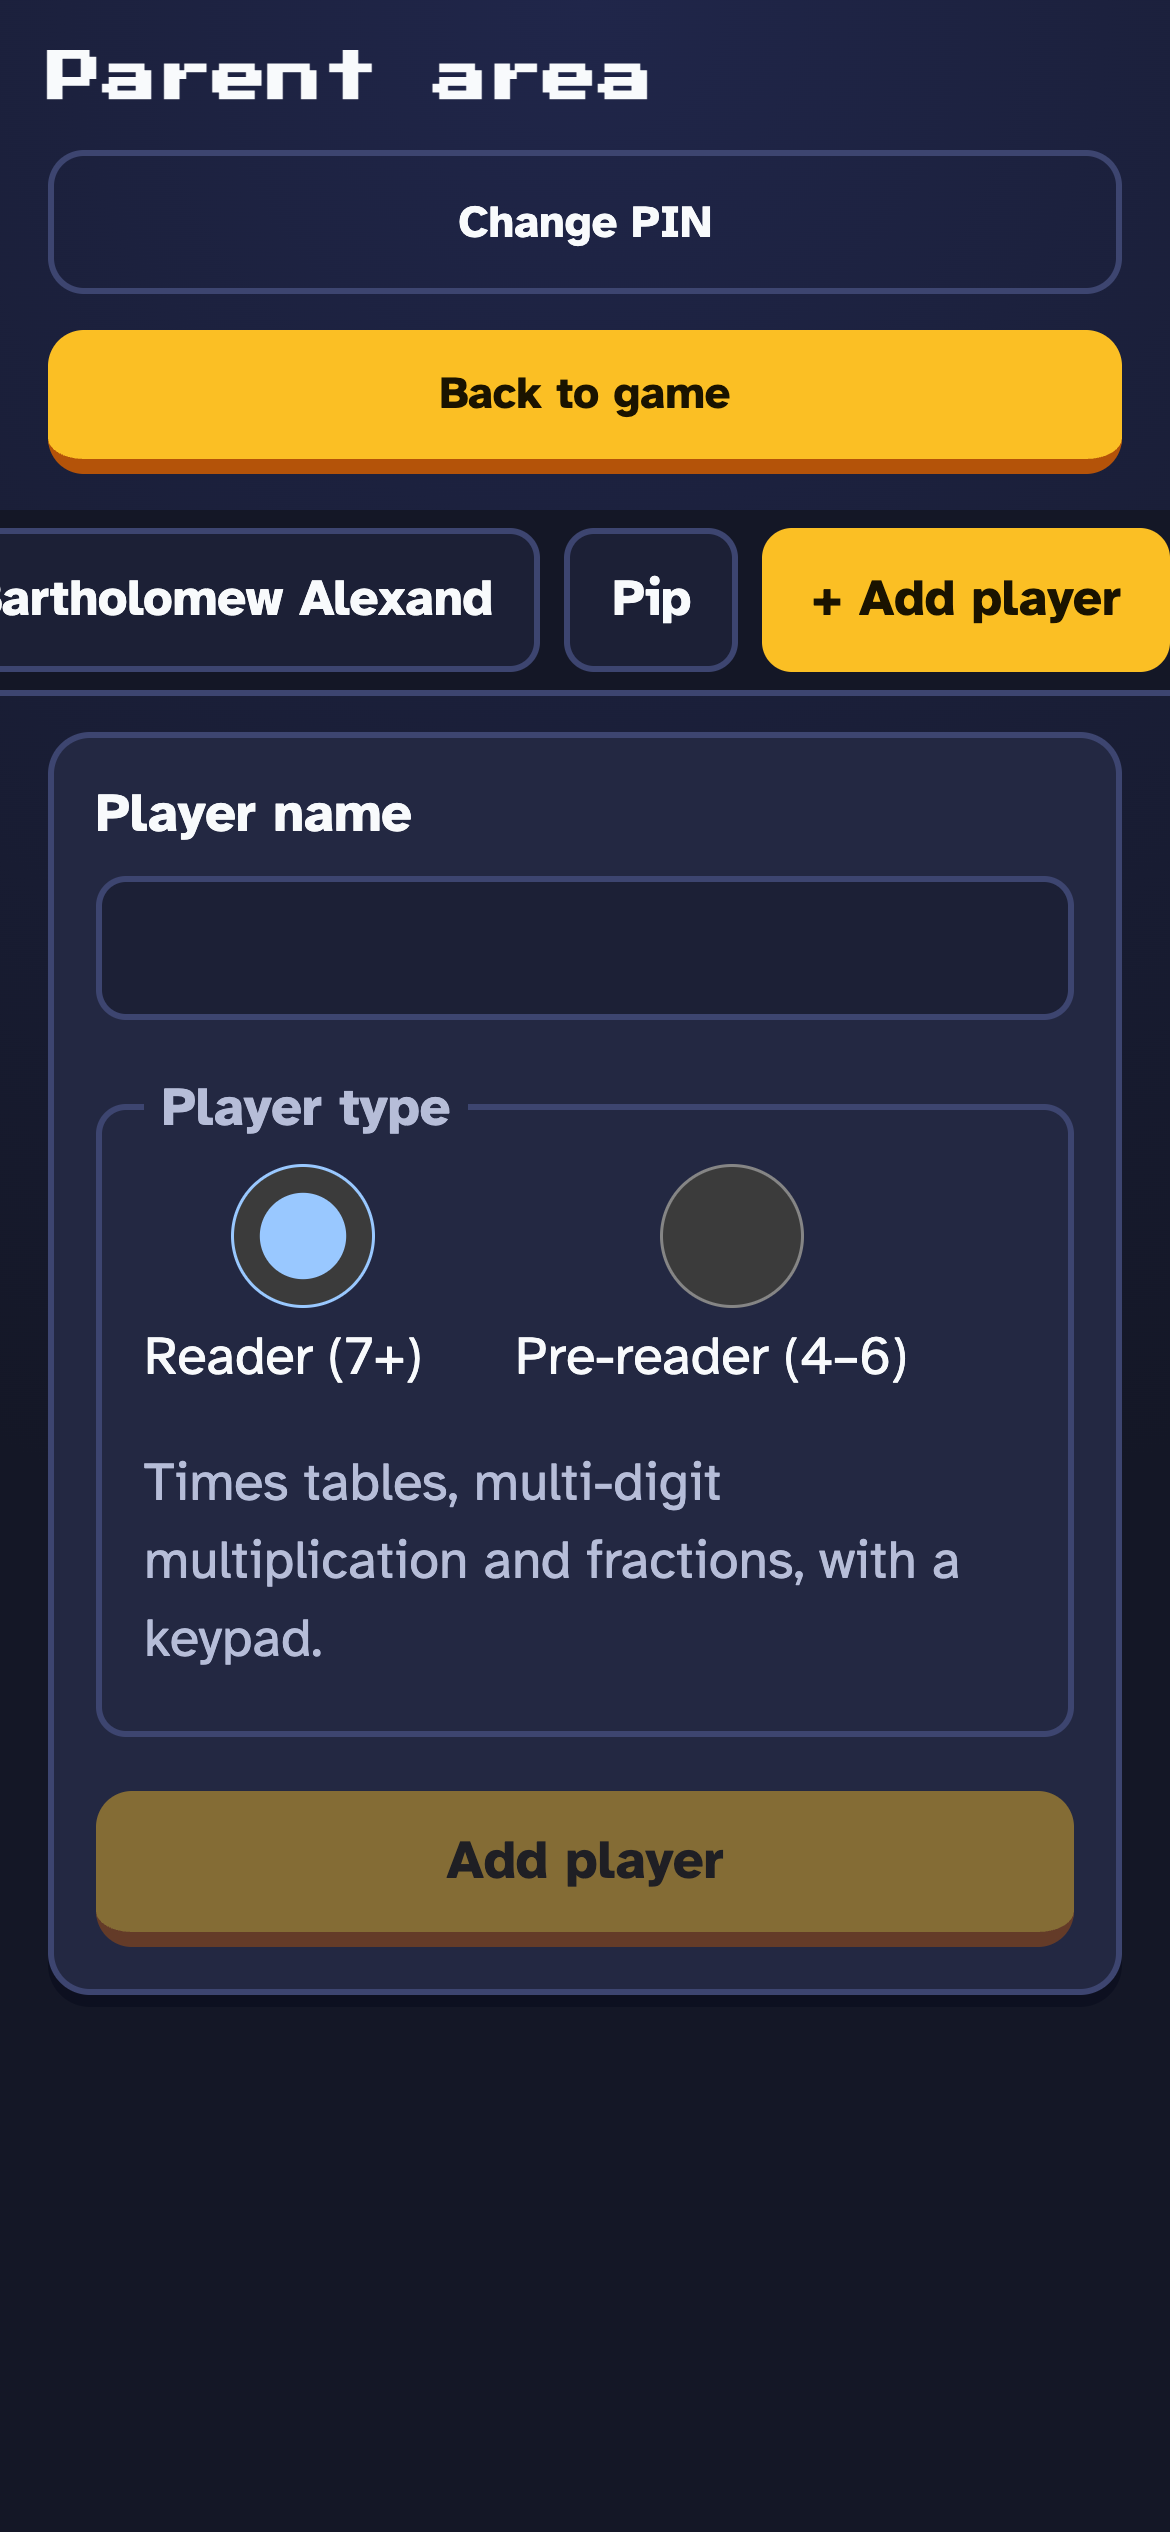 Parent area
Change PIN
Back to game
artholomew Alexand
Pip
+ Add player
Player name
Player type
Reader (7+)
Pre-reader (4–6)
Times tables, multi-digit
multiplication and fractions, with a
keypad.
Add player